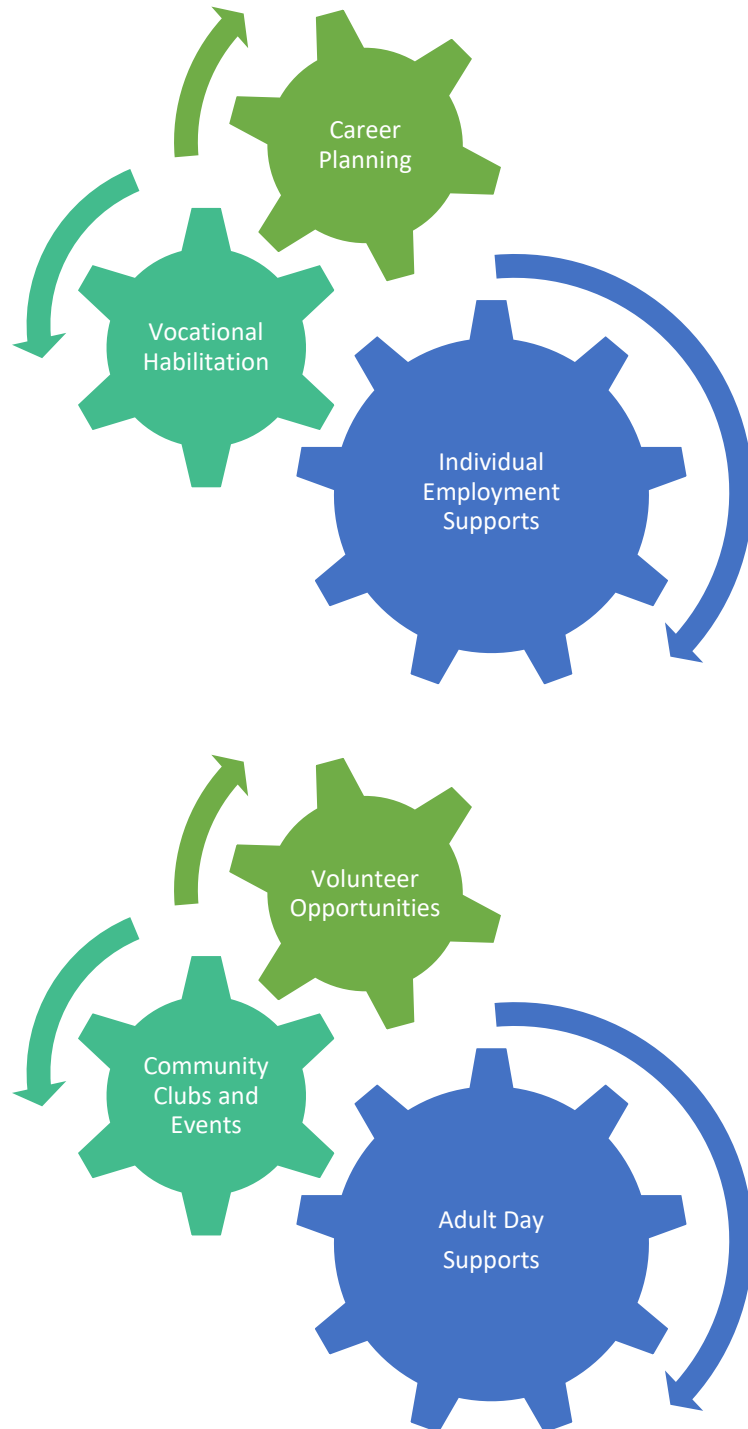 Career
Planning
Vocational
Habilitation
Individual
Employment
Supports
Volunteer
Opportunities
Community
Clubs and
Events
Adult Day
Supports